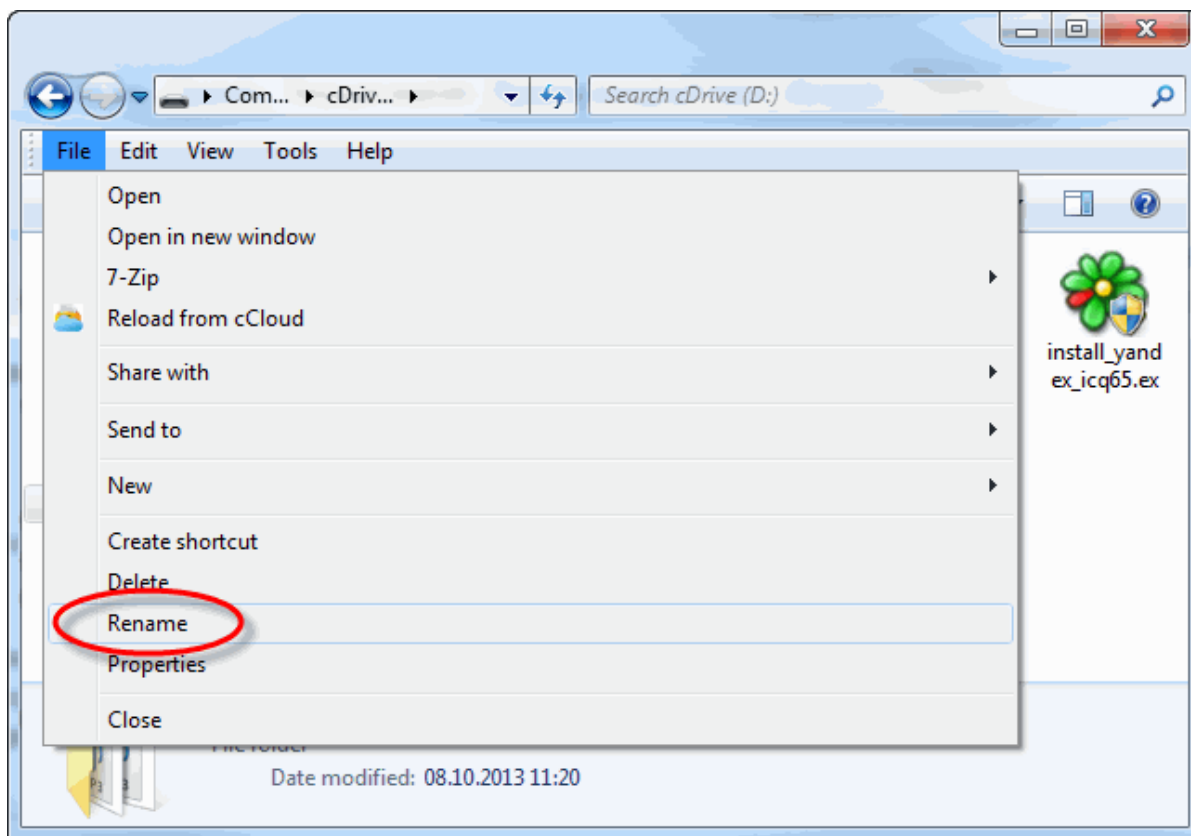 Com... cDriv... Search cDrive (D:)
File Edit View Tools Help
Open
Open in new window
7-Zip
Reload from cCloud
Share with
Send to
New
Create shortcut
Delete
Rename
Properties
Close
install_yand
ex_icq65.ex
File folder
Date modified: 08.10.2013 11:20